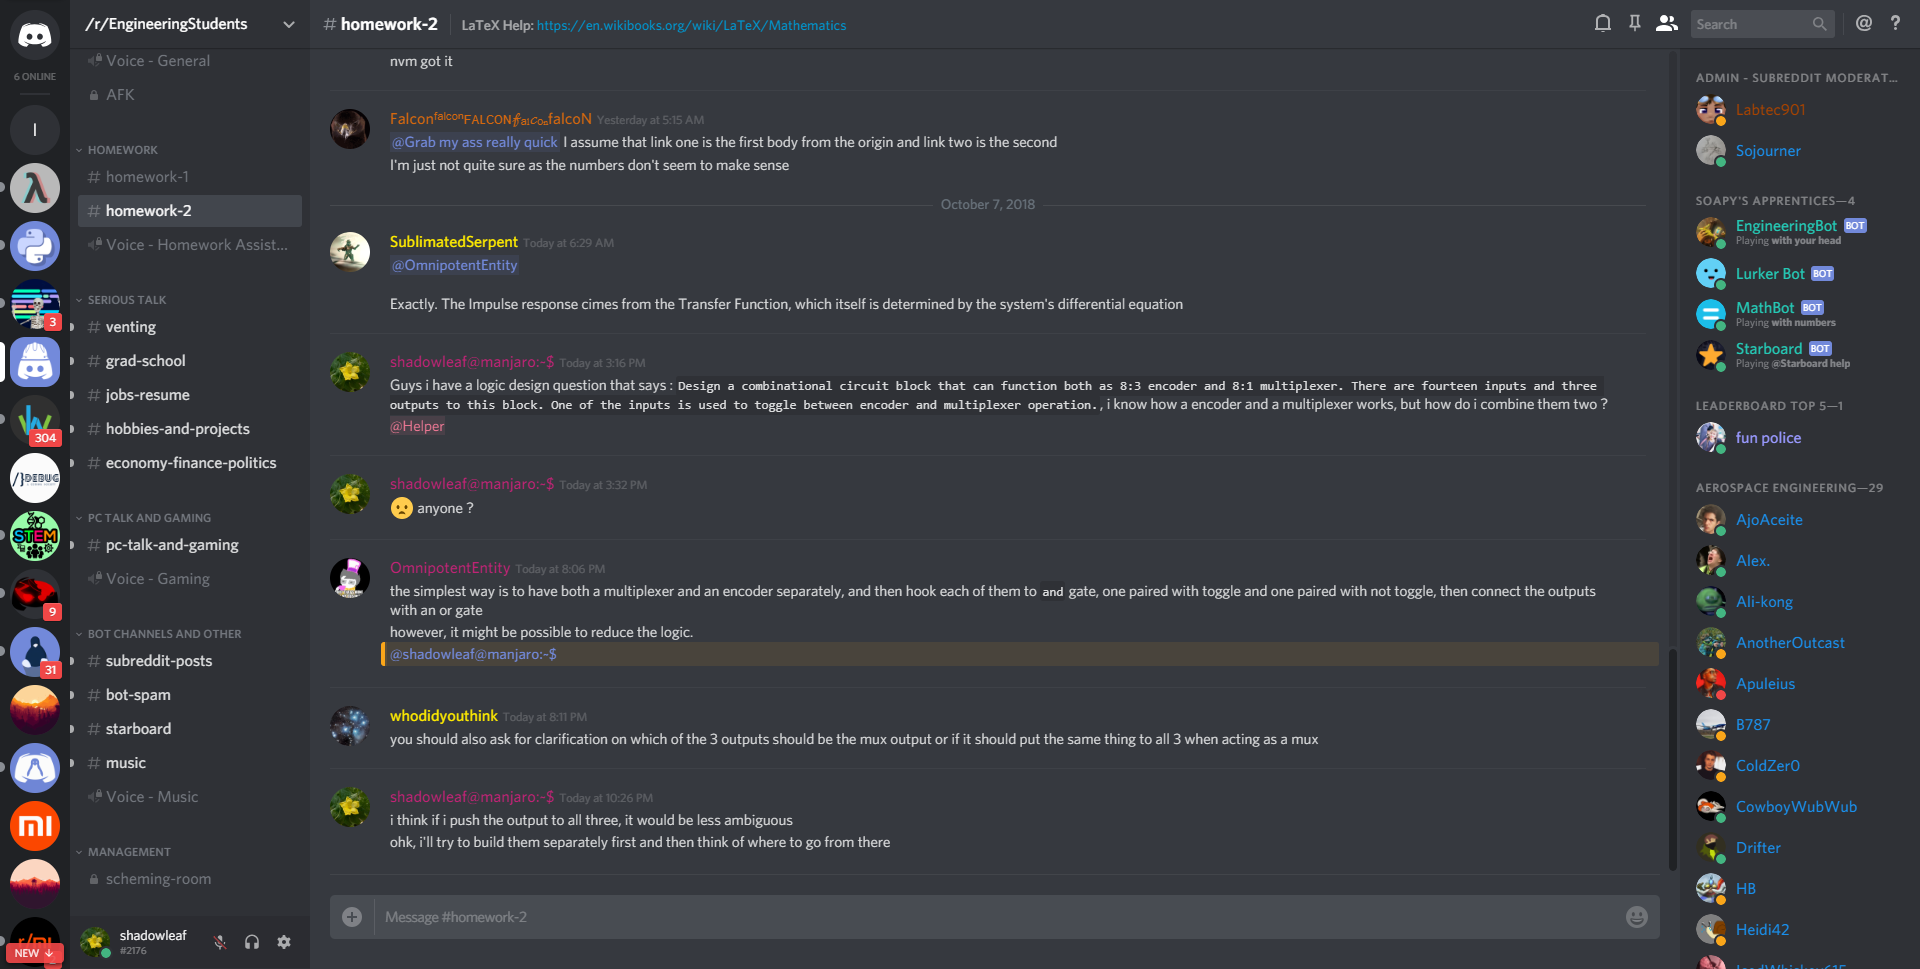 6 ONLINE
I
3
304
/}DEBUG
STEM
9
31
NEW
/r/EngineeringStudents
Voice - General
AFK
HOMEWORK
# homework-1
# homework-2
Voice - Homework Assist...
SERIOUS TALK
# venting
# grad-school
# jobs-resume
# hobbies-and-projects
# economy-finance-politics
PC TALK AND GAMING
# pc-talk-and-gaming
Voice - Gaming
BOT CHANNELS AND OTHER
# subreddit-posts
# bot-spam
# starboard
# music
Voice - Music
MANAGEMENT
scheming-room
shadowleaf
#2176
# homework-2 LaTeX Help: https://en.wikibooks.org/wiki/LaTeX/Mathematics
Search
@ ?
nvm got it
FalconfalconFALCONfalconfalcoN Yesterday at 5:15 AM
@Grab my ass really quick I assume that link one is the first body from the origin and link two is the second
I'm just not quite sure as the numbers don't seem to make sense
October 7, 2018
SublimatedSerpent Today at 6:29 AM
@OmnipotentEntity
Exactly. The Impulse response cimes from the Transfer Function, which itself is determined by the system's differential equation
shadowleaf@manjaro:~$ Today at 3:16 PM
Guys i have a logic design question that says : Design a combinational circuit block that can function both as 8:3 encoder and 8:1 multiplexer. There are fourteen inputs and three
outputs to this block. One of the inputs is used to toggle between encoder and multiplexer operation. , i know how a encoder and a multiplexer works, but how do i combine them two ?
@Helper
shadowleaf@manjaro:~$ Today at 3:32 PM
anyone ?
OmnipotentEntity Today at 8:06 PM
the simplest way is to have both a multiplexer and an encoder separately, and then hook each of them to and gate, one paired with toggle and one paired with not toggle, then connect the outputs
with an or gate
however, it might be possible to reduce the logic.
@shadowleaf@manjaro:~$
whodidyouthink Today at 8:11 PM
you should also ask for clarification on which of the 3 outputs should be the mux output or if it should put the same thing to all 3 when acting as a mux
shadowleaf@manjaro:~$ Today at 10:26 PM
i think if i push the output to all three, it would be less ambiguous
ohk, i'll try to build them separately first and then think of where to go from there
Message #homework-2
ADMIN - SUBREDDIT MODERAT...
Labtec901
Sojourner
SOAPY'S APPRENTICES—4
EngineeringBot BOT
Playing with your head
Lurker Bot BOT
MathBot BOT
Playing with numbers
Starboard BOT
Playing @Starboard help
LEADERBOARD TOP 5—1
fun police
AEROSPACE ENGINEERING—29
AjoAceite
Alex.
Ali-kong
AnotherOutcast
Apuleius
B787
ColdZer0
CowboyWubWub
Drifter
HB
Heidi42